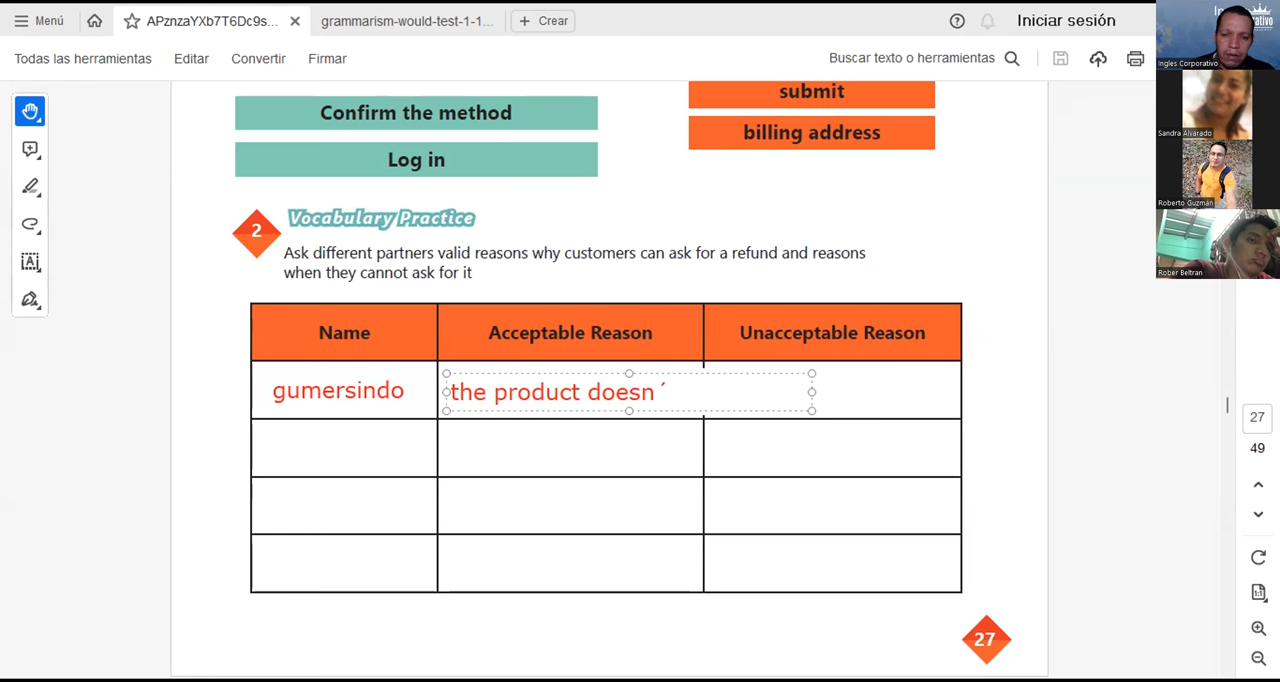 Menú
APznzaYXb7T6Dc9s...
grammarism-would-test-1-1...
Crear
Iniciar sesión
Todas las herramientas
Editar
Convertir
Firmar
Buscar texto o herramientas
Ingles Corporativo
Sandra Alvarado
Roberto Guzmán
Rober Beltran
Confirm the method
Log in
submit
billing address
2
Vocabulary Practice
Ask different partners valid reasons why customers can ask for a refund and reasons
when they cannot ask for it
Name
Acceptable Reason
Unacceptable Reason
gumersindo
the product doesn´
27
27
49
1:1